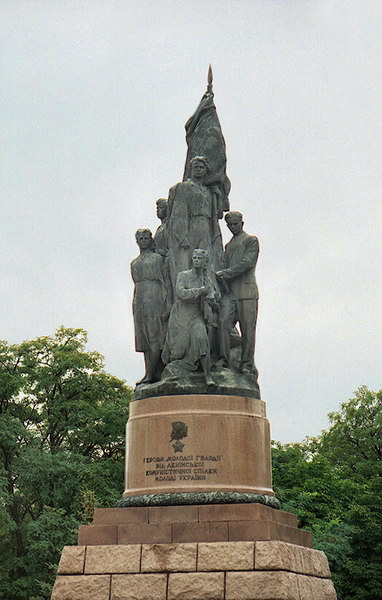 ГЕРОЯМ „МОЛОДОЇ ГВАРДІЇ"
ВІД ЛЕНІНСЬКОЇ
КОМУНІСТИЧНОЇ СПІЛКИ
МОЛОДІ УКРАЇНИ